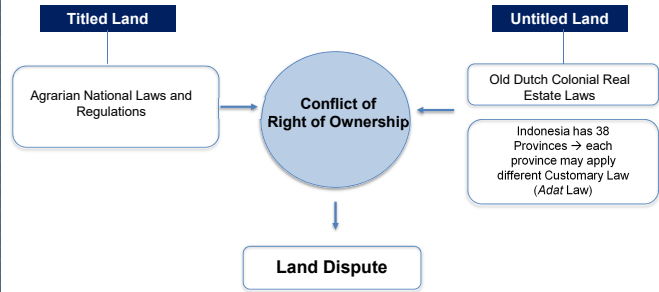 Titled Land
Untitled Land
Agrarian National Laws and
Regulations
Conflict of
Right of Ownership
Old Dutch Colonial Real
Estate Laws
Indonesia has 38
Provinces → each
province may apply
different Customary Law
(Adat Law)
Land Dispute